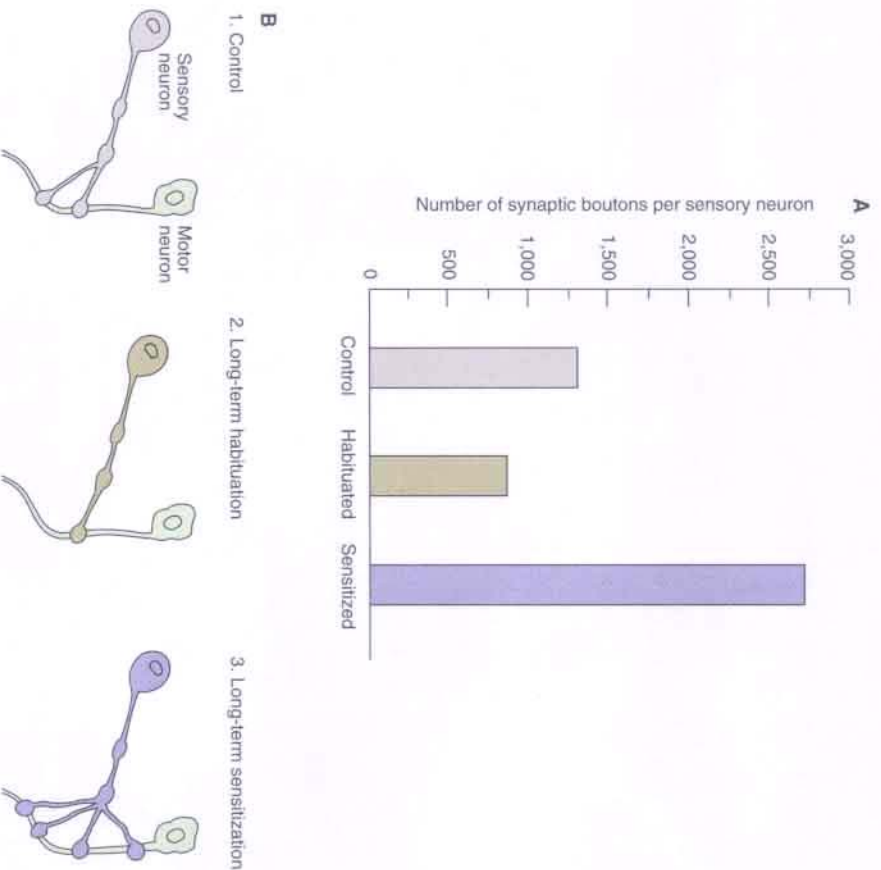 A
Number of synaptic boutons per sensory neuron
3,000
2,500
2,000
1,500
1,000
500
0
Control
Habituated
Sensitized
B
1. Control
2. Long-term habituation
3. Long-term sensitization
Sensory
neuron
Motor
neuron